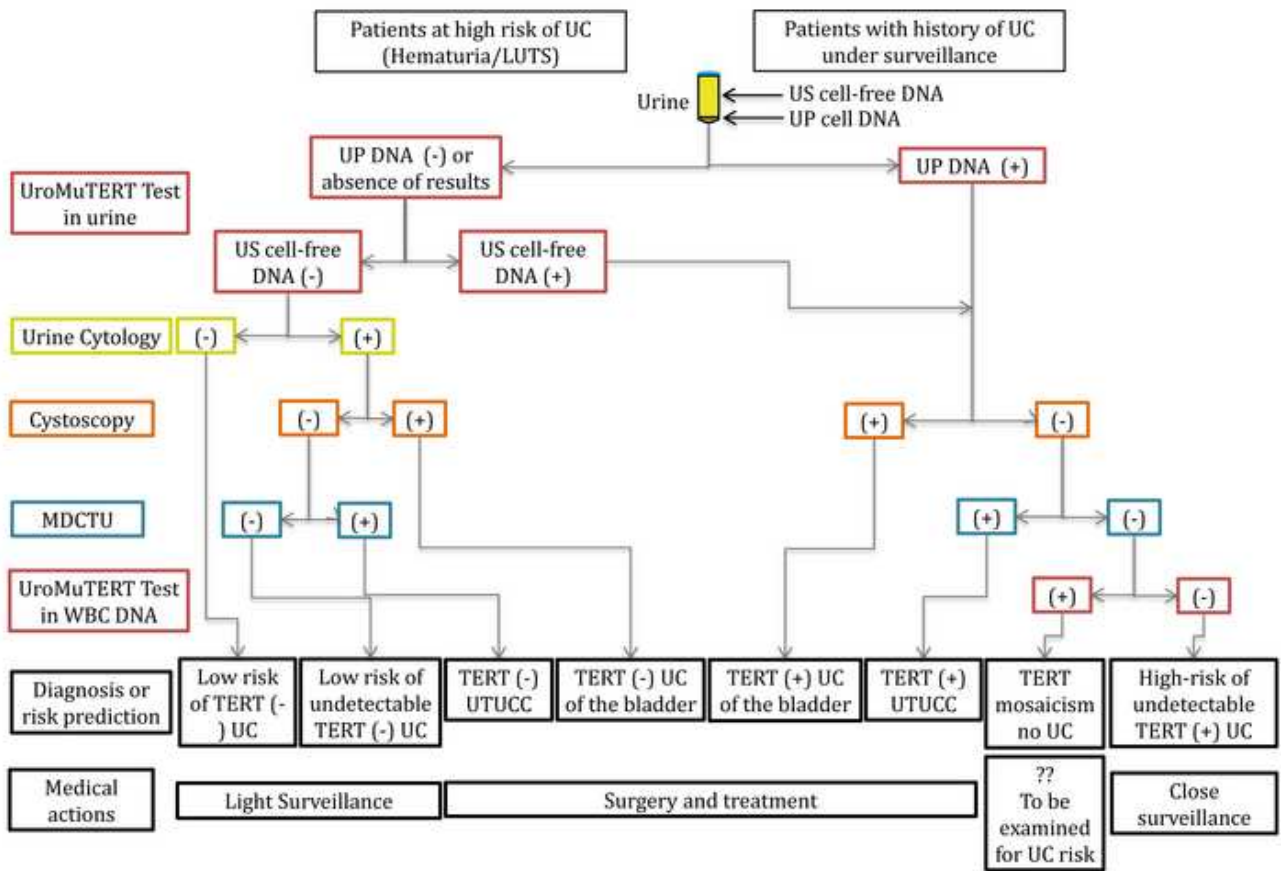 Patients at high risk of UC
(Hematuria/LUTS)
Patients with history of UC
under surveillance
Urine
US cell-free DNA
UP cell DNA
UroMuTERT Test
in urine
UP DNA (-) or
absence of results
UP DNA (+)
US cell-free
DNA (-)
US cell-free
DNA (+)
Urine Cytology
(-)
(+)
Cystoscopy
(-)
(+)
(+)
(-)
MDCTU
(-)
(+)
(+)
(-)
UroMuTERT Test
in WBC DNA
(+)
(-)
Diagnosis or
risk prediction
Low risk
of TERT (-
) UC
Low risk of
undetectable
TERT (-) UC
TERT (-)
UTUCC
TERT (-) UC
of the bladder
TERT (+) UC
of the bladder
TERT (+)
UTUCC
TERT
mosaicism
no UC
High-risk of
undetectable
TERT (+) UC
Medical
actions
Light Surveillance
Surgery and treatment
??
To be
examined
for UC risk
Close
surveillance